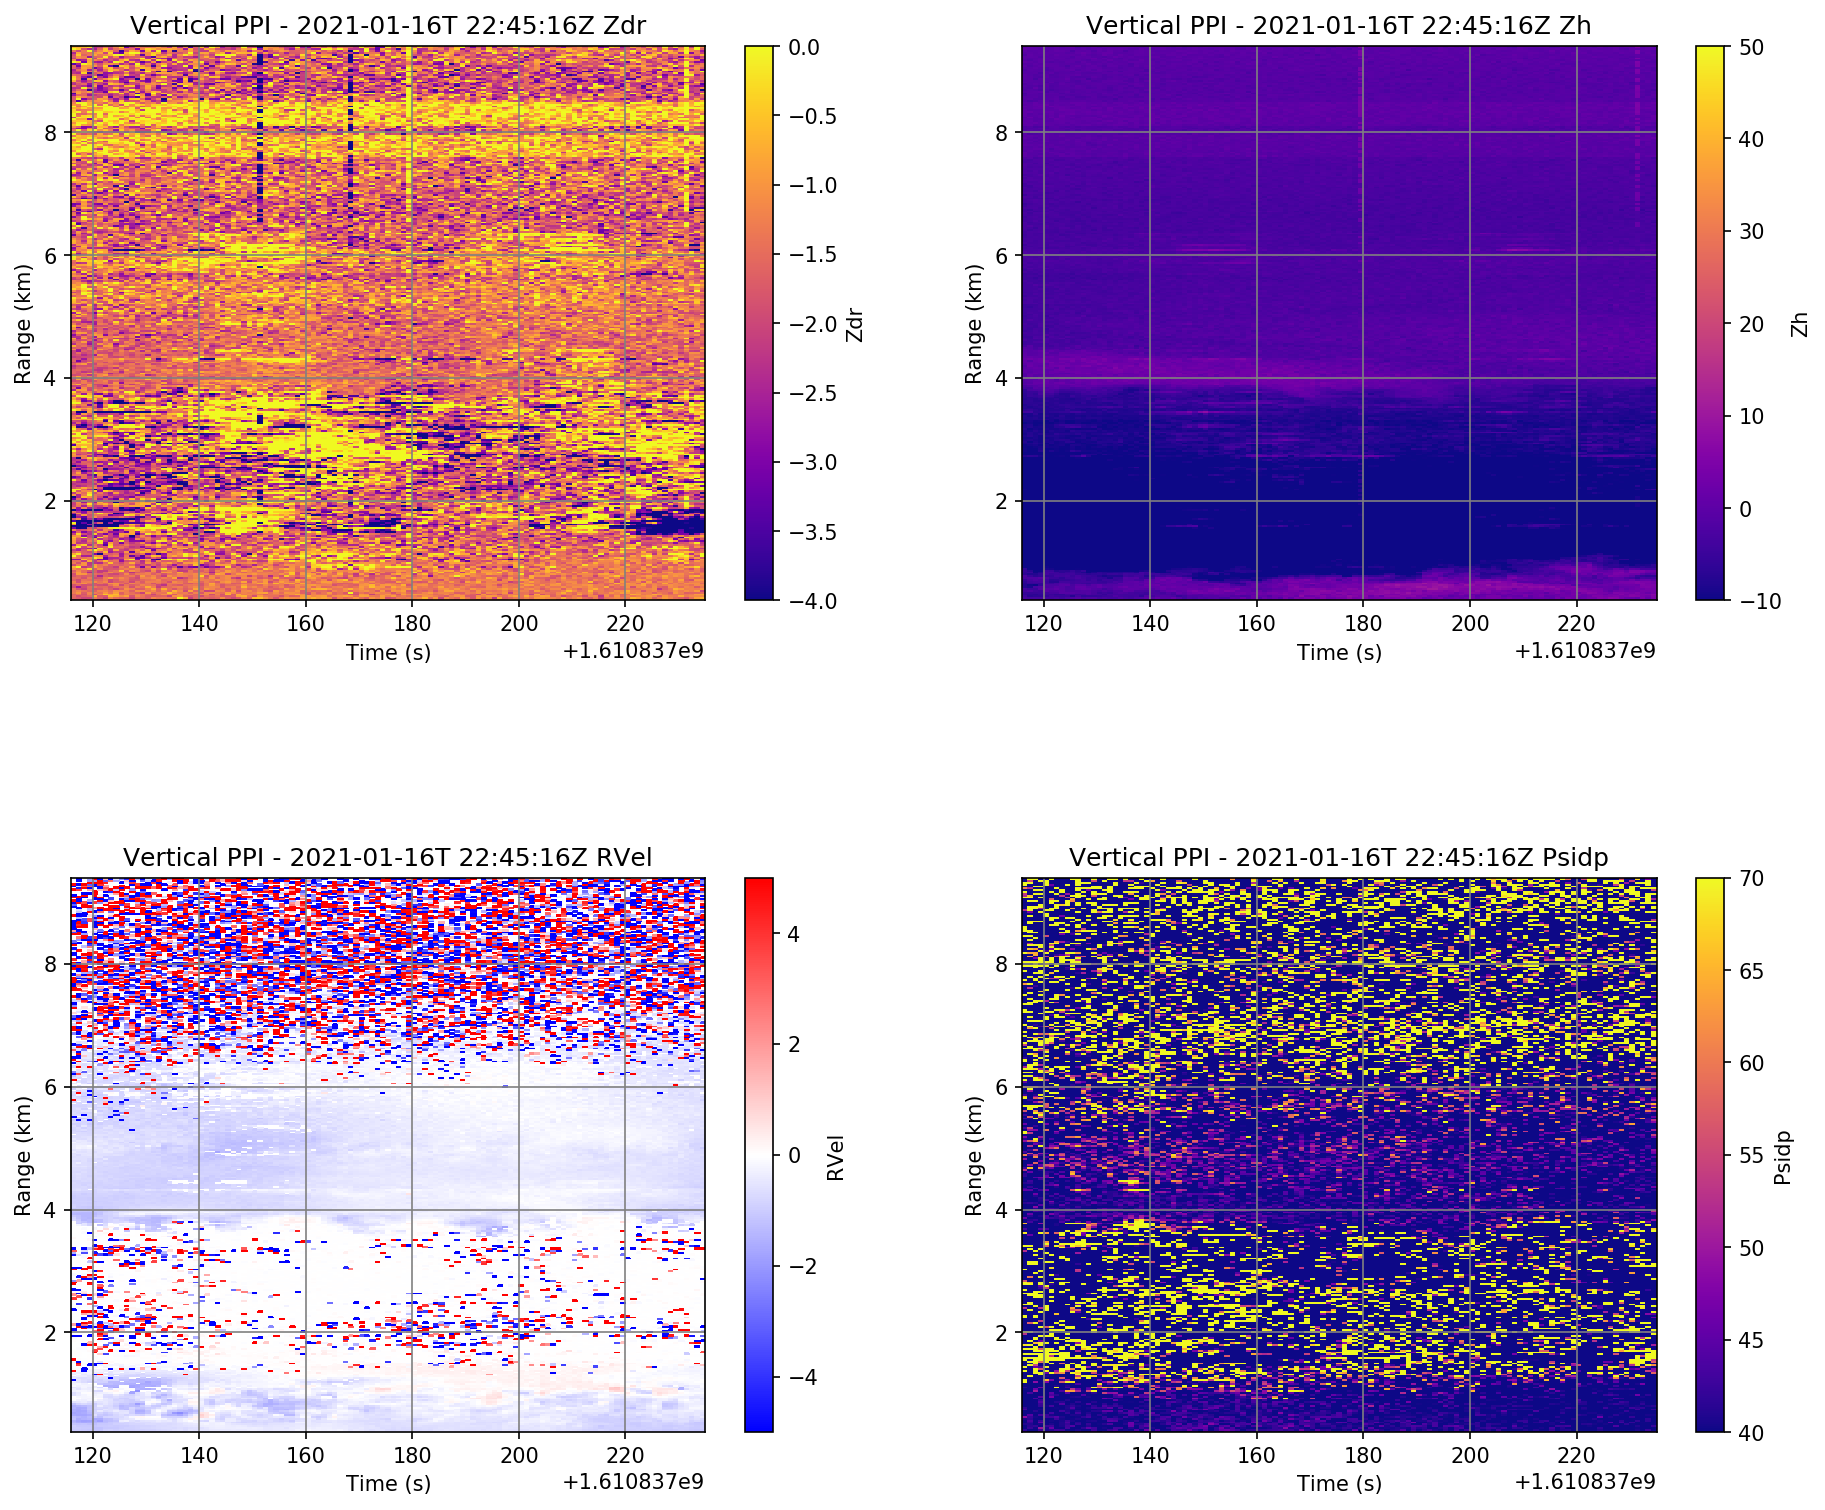 Vertical PPI - 2021-01-16T 22:45:16Z Zdr
8
6
4
2
Range (km)
120 140 160 180 200 220
Time (s)
+1.610837e9
0.0
−0.5
−1.0
−1.5
−2.0
−2.5
−3.0
−3.5
−4.0
Zdr
Vertical PPI - 2021-01-16T 22:45:16Z Zh
8
6
4
2
Range (km)
120 140 160 180 200 220
Time (s)
+1.610837e9
50
40
30
20
10
0
−10
Zh
Vertical PPI - 2021-01-16T 22:45:16Z RVel
8
6
4
2
Range (km)
120 140 160 180 200 220
Time (s)
+1.610837e9
4
2
0
−2
−4
RVel
Vertical PPI - 2021-01-16T 22:45:16Z Psidp
8
6
4
2
Range (km)
120 140 160 180 200 220
Time (s)
+1.610837e9
70
65
60
55
50
45
40
Psidp